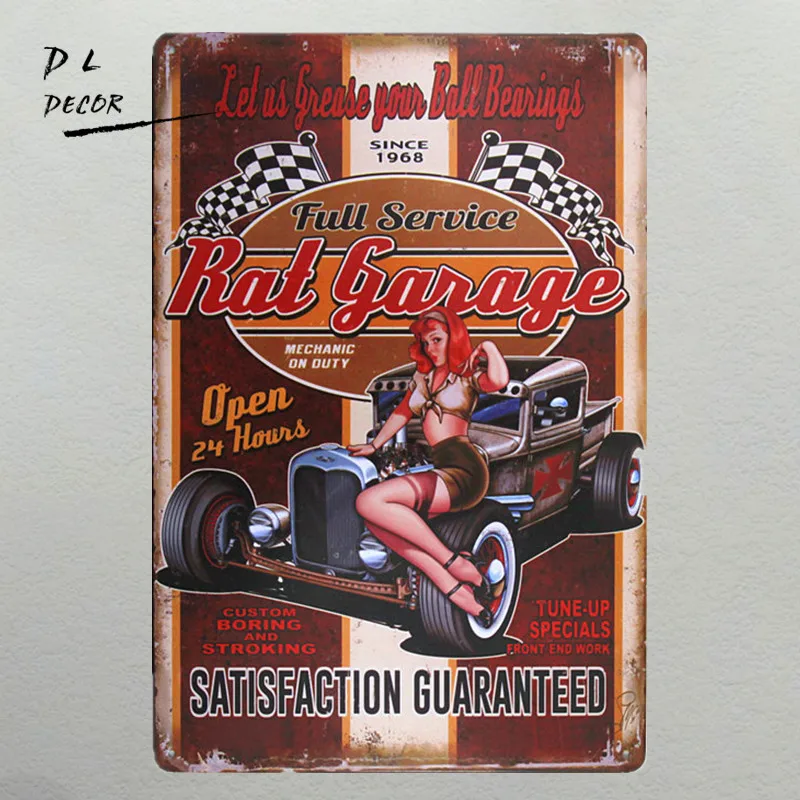 D L
DECOR
Let us Grease your Ball Bearings
SINCE
1968
Full Service
Rat Garage
MECHANIC
ON DUTY
Open
24 Hours
CUSTOM
BORING
AND
STROKING
TUNE-UP
SPECIALS
FRONT END WORK
SATISFACTION GUARANTEED